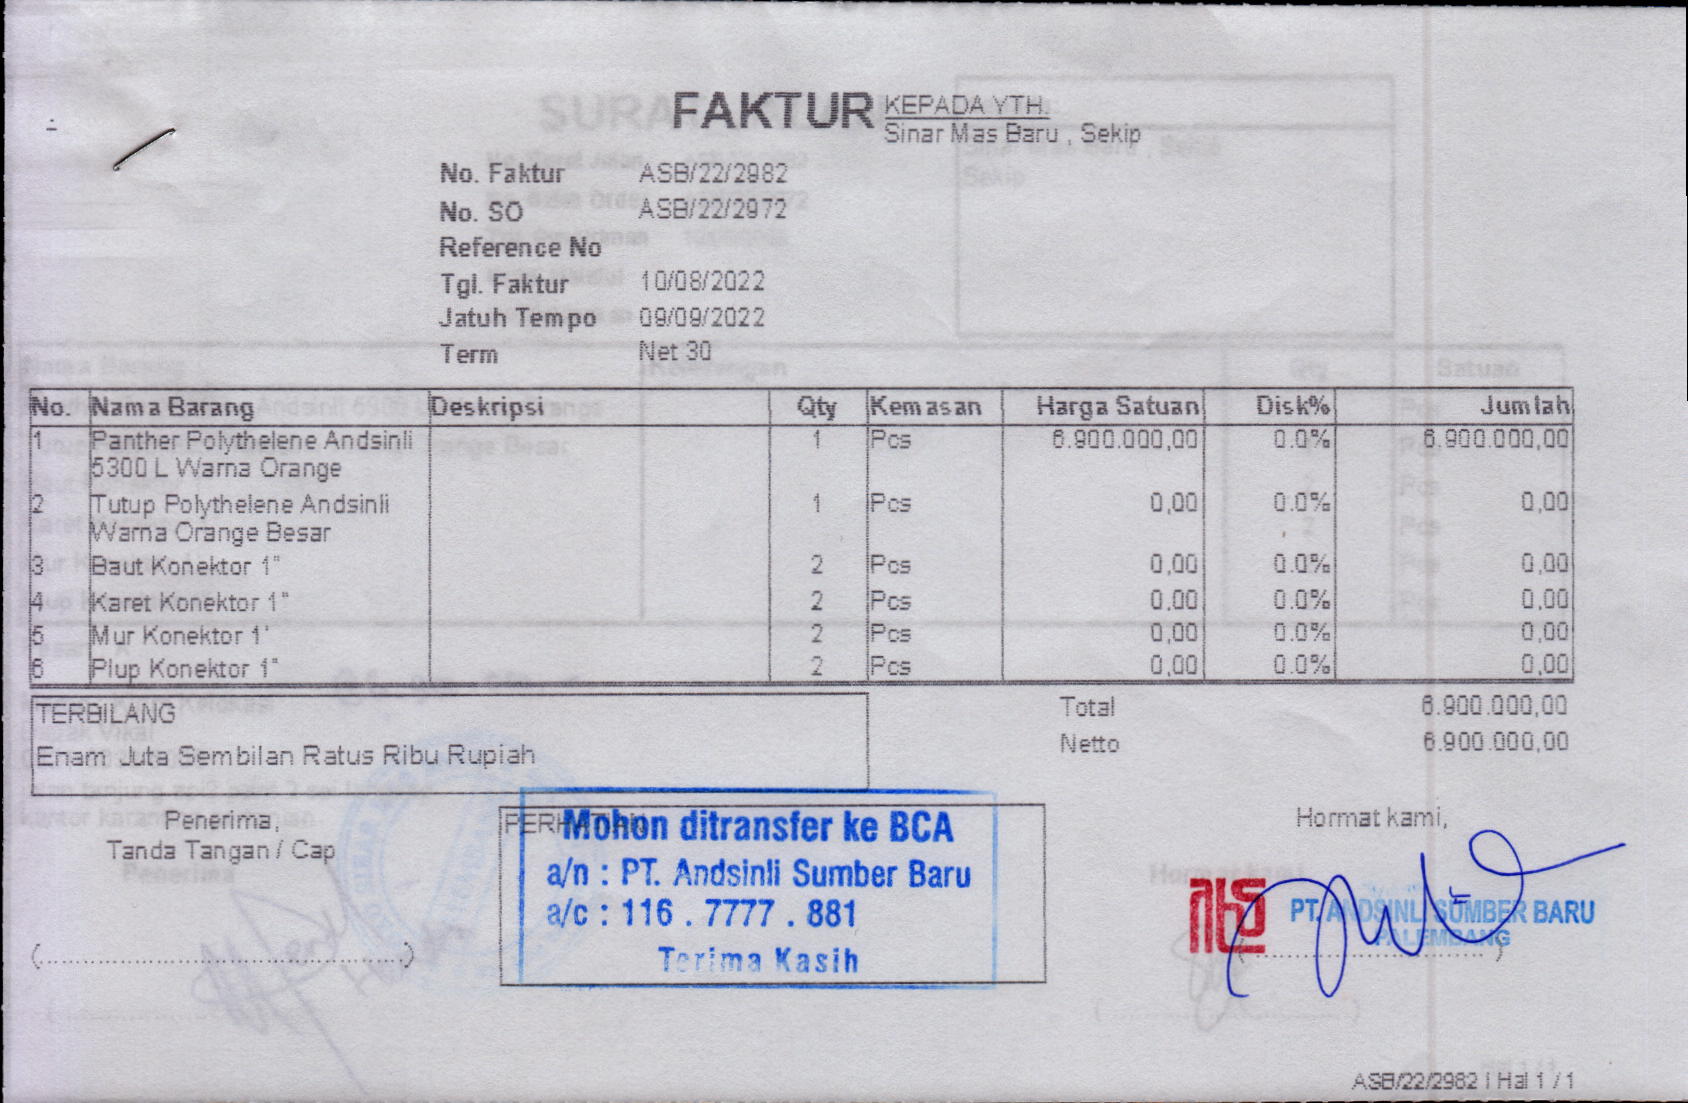 FAKTUR
KEPADA YTH.
Sinar Mas Baru , Sekip
No. Faktur ASB/22/2982
No. SO ASB/22/2972
Reference No
Tgl. Faktur 10/08/2022
Jatuh Tempo 09/09/2022
Term Net 30
No. Nama Barang Deskripsi Qty Kemasan Harga Satuan Disk% Jumlah
1 Panther Polythelene Andsinli 1 Pcs 6.900.000,00 0.0% 6.900.000,00
5300 L Warna Orange
2 Tutup Polythelene Andsinli 1 Pcs 0,00 0.0% 0,00
Warna Orange Besar
3 Baut Konektor 1" 2 Pcs 0,00 0.0% 0,00
4 Karet Konektor 1" 2 Pcs 0,00 0.0% 0,00
5 Mur Konektor 1' 2 Pcs 0,00 0.0% 0,00
6 Plup Konektor 1" 2 Pcs 0,00 0.0% 0,00
TERBILANG
Enam Juta Sembilan Ratus Ribu Rupiah
Total 6.900.000,00
Netto 6.900.000,00
Penerima,
Tanda Tangan / Cap
(........................................................)
PERHATIAN
Mohon ditransfer ke BCA
a/n : PT. Andsinli Sumber Baru
a/c : 116 . 7777 . 881
Terima Kasih
Hormat kami,
PT. ANDSINLI SUMBER BARU
PALEMBANG
(........................................)
ASB/22/2982 | Hal 1 / 1